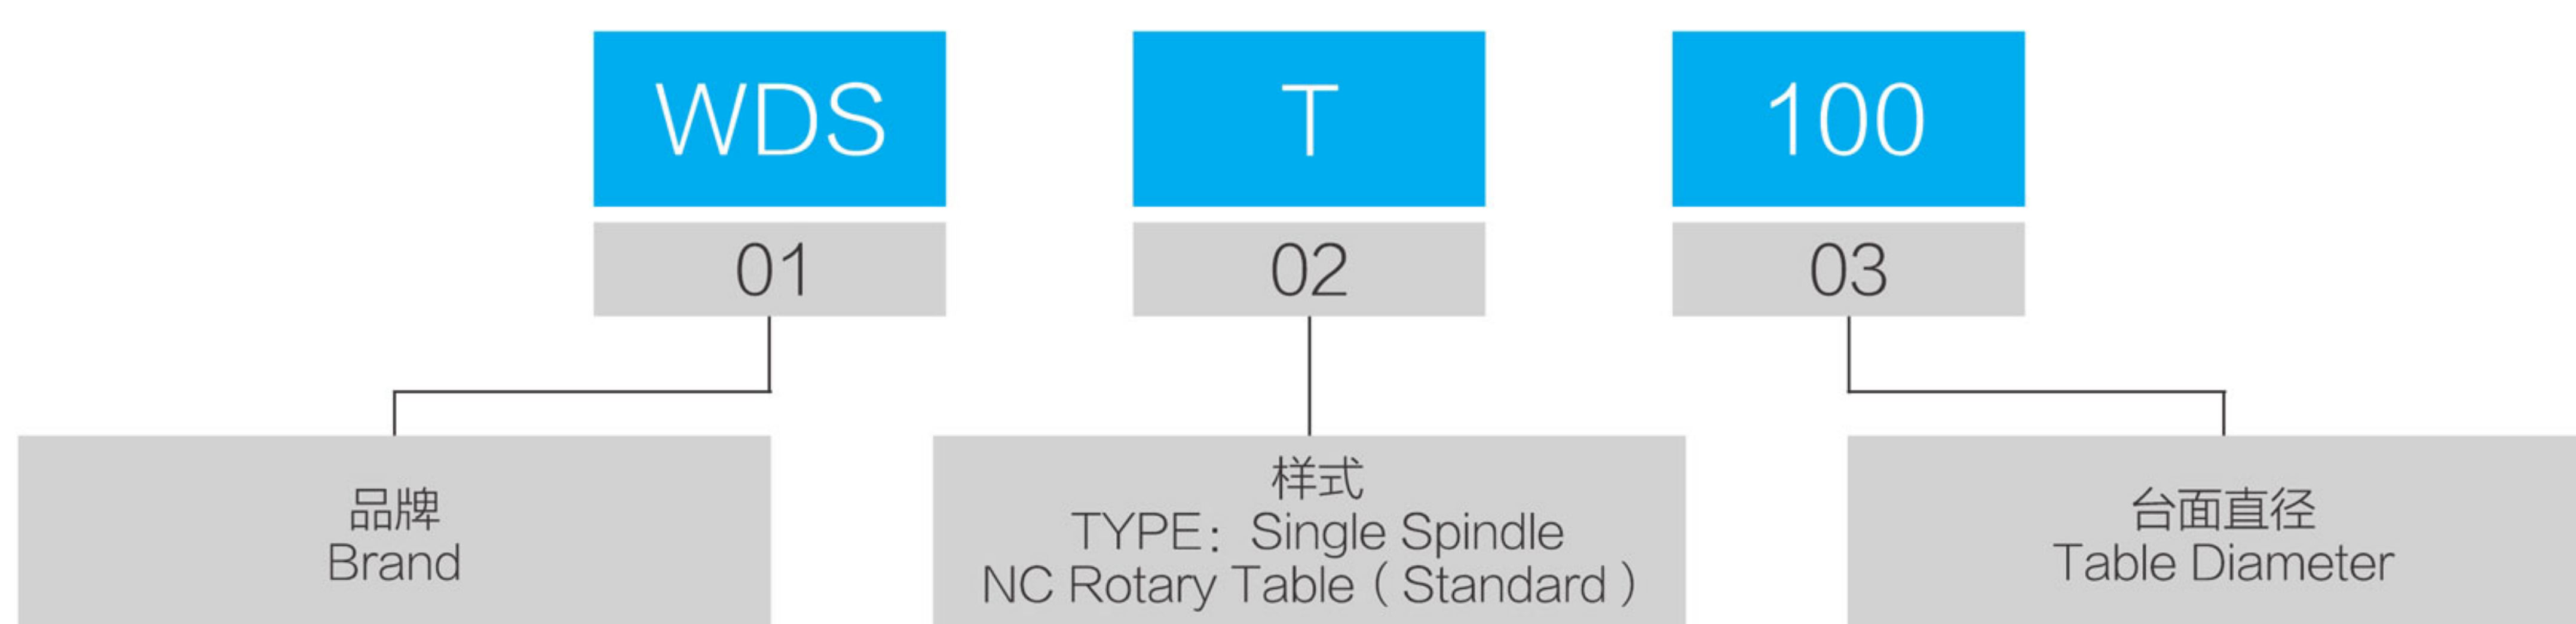 WDS
T
100
01
02
03
品牌
Brand
样式
TYPE：Single Spindle
NC Rotary Table（Standard）
台面直径
Table Diameter